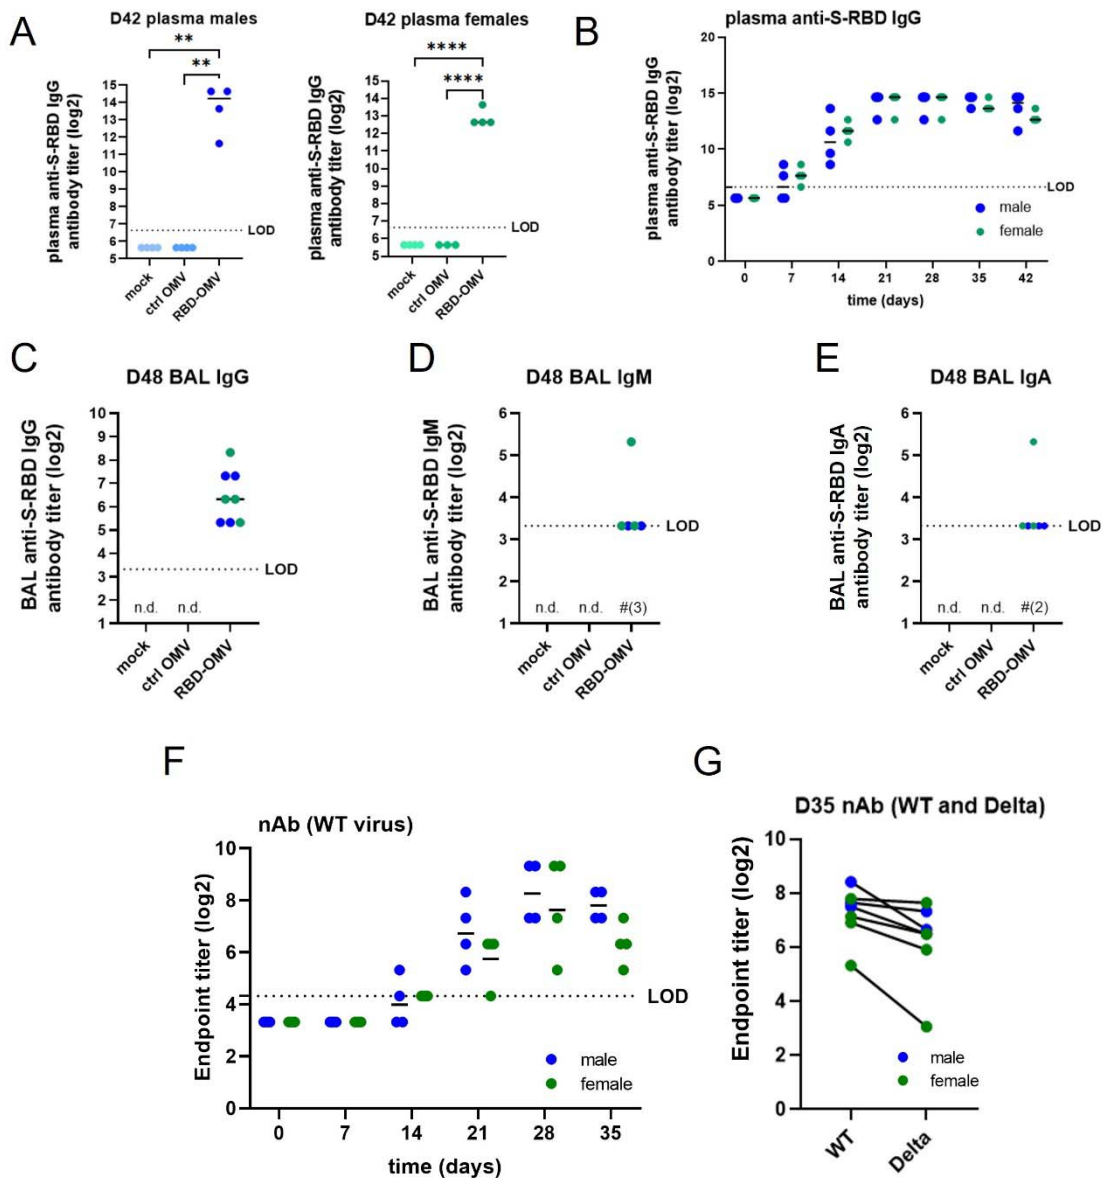 A
D42 plasma males
**
**
plasma anti-S-RBD IgG
antibody titer (log2)
15
14
13
12
11
10
9
8
7
6
5
LOD
mock
ctrl OMV
RBD-OMV
D42 plasma females
****
****
plasma anti-S-RBD IgG
antibody titer (log2)
15
14
13
12
11
10
9
8
7
6
5
LOD
mock
ctrl OMV
RBD-OMV
B
plasma anti-S-RBD IgG
plasma anti-S-RBD IgG
antibody titer (log2)
20
15
10
5
0
LOD
male
female
0 7 14 21 28 35 42
time (days)
C
D48 BAL IgG
BAL anti-S-RBD IgG
antibody titer (log2)
10
9
8
7
6
5
4
3
2
1
LOD
n.d. n.d.
mock
ctrl OMV
RBD-OMV
D
D48 BAL IgM
BAL anti-S-RBD IgM
antibody titer (log2)
6
5
4
3
2
1
LOD
n.d. n.d. #(3)
mock
ctrl OMV
RBD-OMV
E
D48 BAL IgA
BAL anti-S-RBD IgA
antibody titer (log2)
6
5
4
3
2
1
LOD
n.d. n.d. #(2)
mock
ctrl OMV
RBD-OMV
F
nAb (WT virus)
Endpoint titer (log2)
10
8
6
4
2
0
LOD
male
female
0 7 14 21 28 35
time (days)
G
D35 nAb (WT and Delta)
Endpoint titer (log2)
10
8
6
4
2
0
male
female
WT
Delta